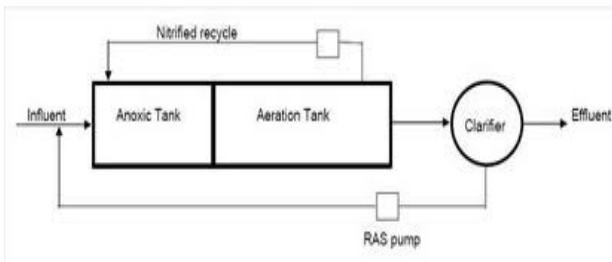 Nitrified recycle
Influent
Anoxic Tank
Aeration Tank
Clarifier
Effluent
RAS pump